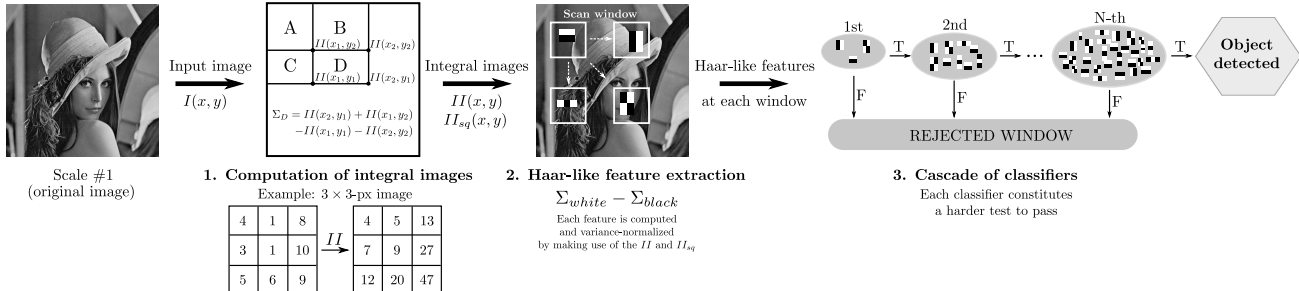 Scale #1
(original image)
Input image
I(x, y)
A
B
II(x₁, y₂)
II(x₂, y₂)
C
D
II(x₁, y₁)
II(x₂, y₁)
Σ_D = II(x₂, y₁) + II(x₁, y₂)
−II(x₁, y₁) − II(x₂, y₂)
1. Computation of integral images
Example: 3 × 3-px image
4 1 8
3 1 10
5 6 9
II
4 5 13
7 9 27
12 20 47
Integral images
II(x, y)
II_sq(x, y)
Scan window
2. Haar-like feature extraction
Σ_white − Σ_black
Each feature is computed
and variance-normalized
by making use of the II and II_sq
Haar-like features
at each window
1st
T
2nd
T
...
N-th
T
Object
detected
F
F
F
REJECTED WINDOW
3. Cascade of classifiers
Each classifier constitutes
a harder test to pass